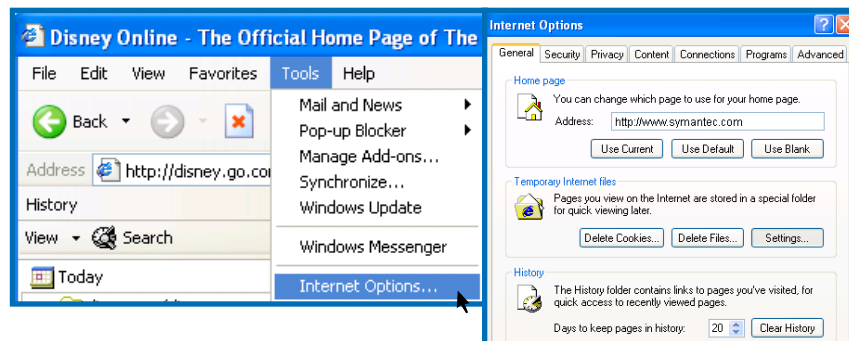 Disney Online - The Official Home Page of The
File Edit View Favorites Tools Help
Back
Address http://disney.go.co
History
View Search
Today
Mail and News
Pop-up Blocker
Manage Add-ons...
Synchronize...
Windows Update
Windows Messenger
Internet Options...
Internet Options
General Security Privacy Content Connections Programs Advanced
Home page
You can change which page to use for your home page.
Address: http://www.symantec.com
Use Current Use Default Use Blank
Temporary Internet files
Pages you view on the Internet are stored in a special folder
for quick viewing later.
Delete Cookies... Delete Files... Settings...
History
The History folder contains links to pages you've visited, for
quick access to recently viewed pages.
Days to keep pages in history: 20 Clear History